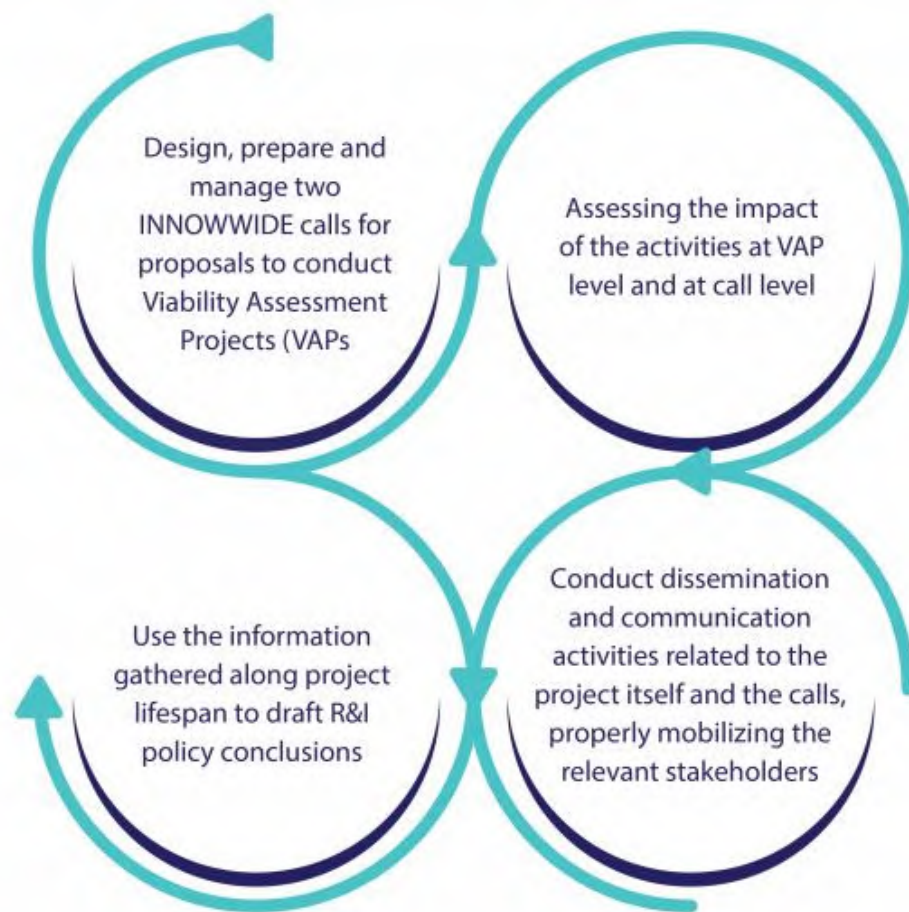 Design, prepare and
manage two
INNOWWIDE calls for
proposals to conduct
Viability Assessment
Projects (VAPs
Assessing the impact
of the activities at VAP
level and at call level
Use the information
gathered along project
lifespan to draft R&I
policy conclusions
Conduct dissemination
and communication
activities related to the
project itself and the calls,
properly mobilizing the
relevant stakeholders